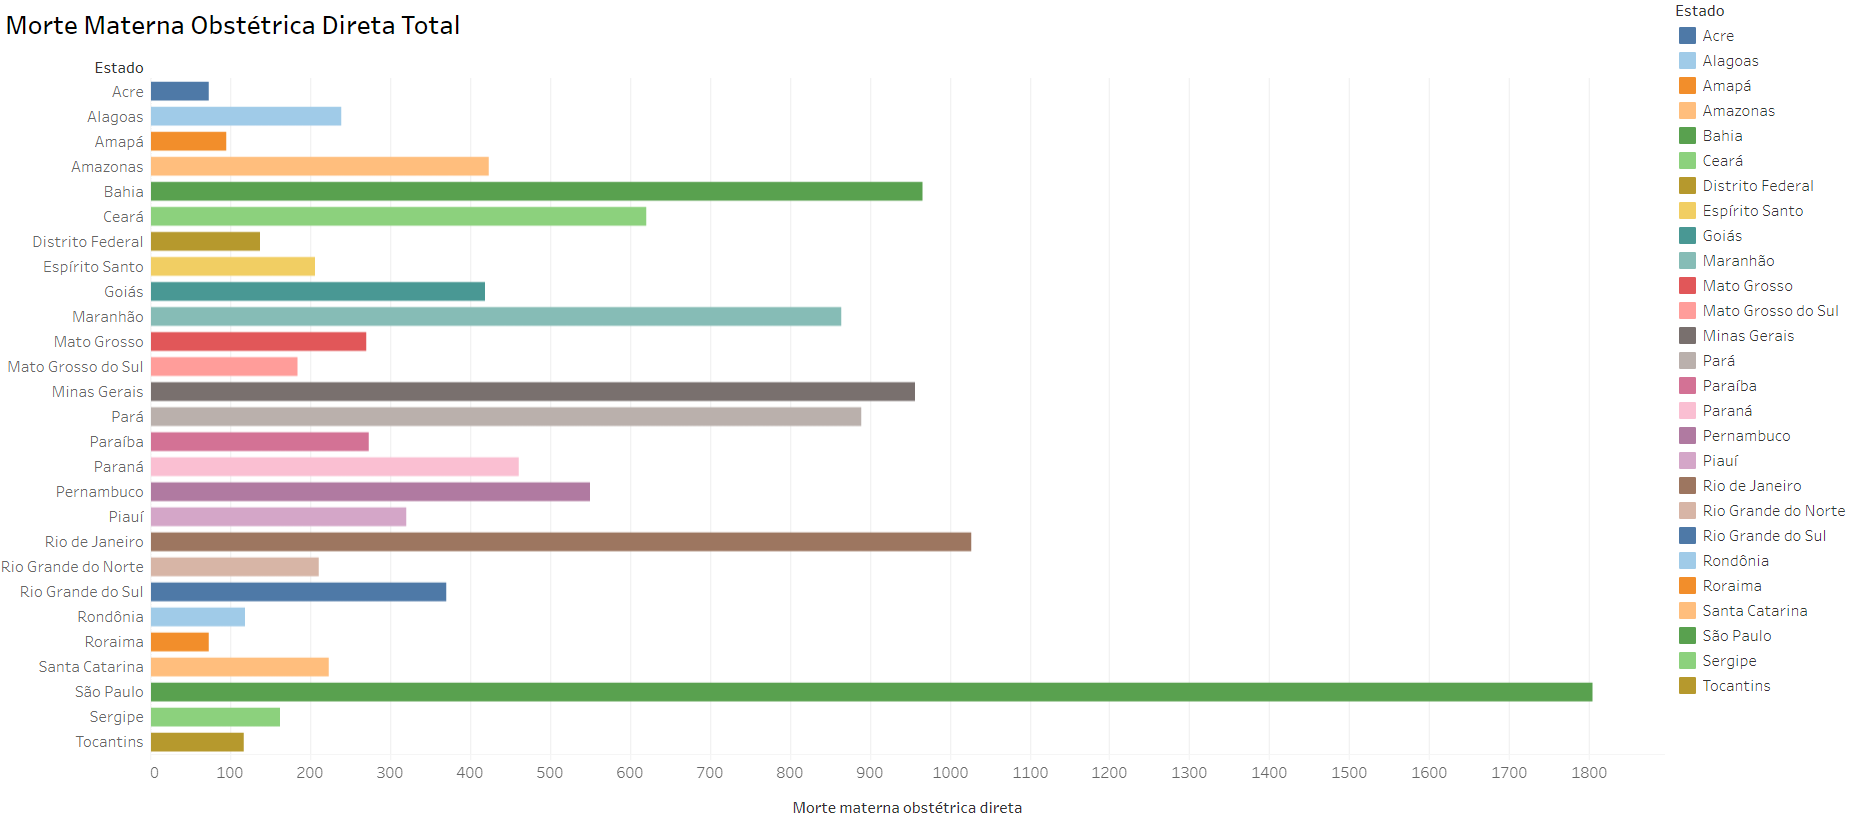 Morte Materna Obstétrica Direta Total
Estado
Acre
Alagoas
Amapá
Amazonas
Bahia
Ceará
Distrito Federal
Espírito Santo
Goiás
Maranhão
Mato Grosso
Mato Grosso do Sul
Minas Gerais
Pará
Paraíba
Paraná
Pernambuco
Piauí
Rio de Janeiro
Rio Grande do Norte
Rio Grande do Sul
Rondônia
Roraima
Santa Catarina
São Paulo
Sergipe
Tocantins
0 100 200 300 400 500 600 700 800 900 1000 1100 1200 1300 1400 1500 1600 1700 1800
Morte materna obstétrica direta
Estado
Acre
Alagoas
Amapá
Amazonas
Bahia
Ceará
Distrito Federal
Espírito Santo
Goiás
Maranhão
Mato Grosso
Mato Grosso do Sul
Minas Gerais
Pará
Paraíba
Paraná
Pernambuco
Piauí
Rio de Janeiro
Rio Grande do Norte
Rio Grande do Sul
Rondônia
Roraima
Santa Catarina
São Paulo
Sergipe
Tocantins